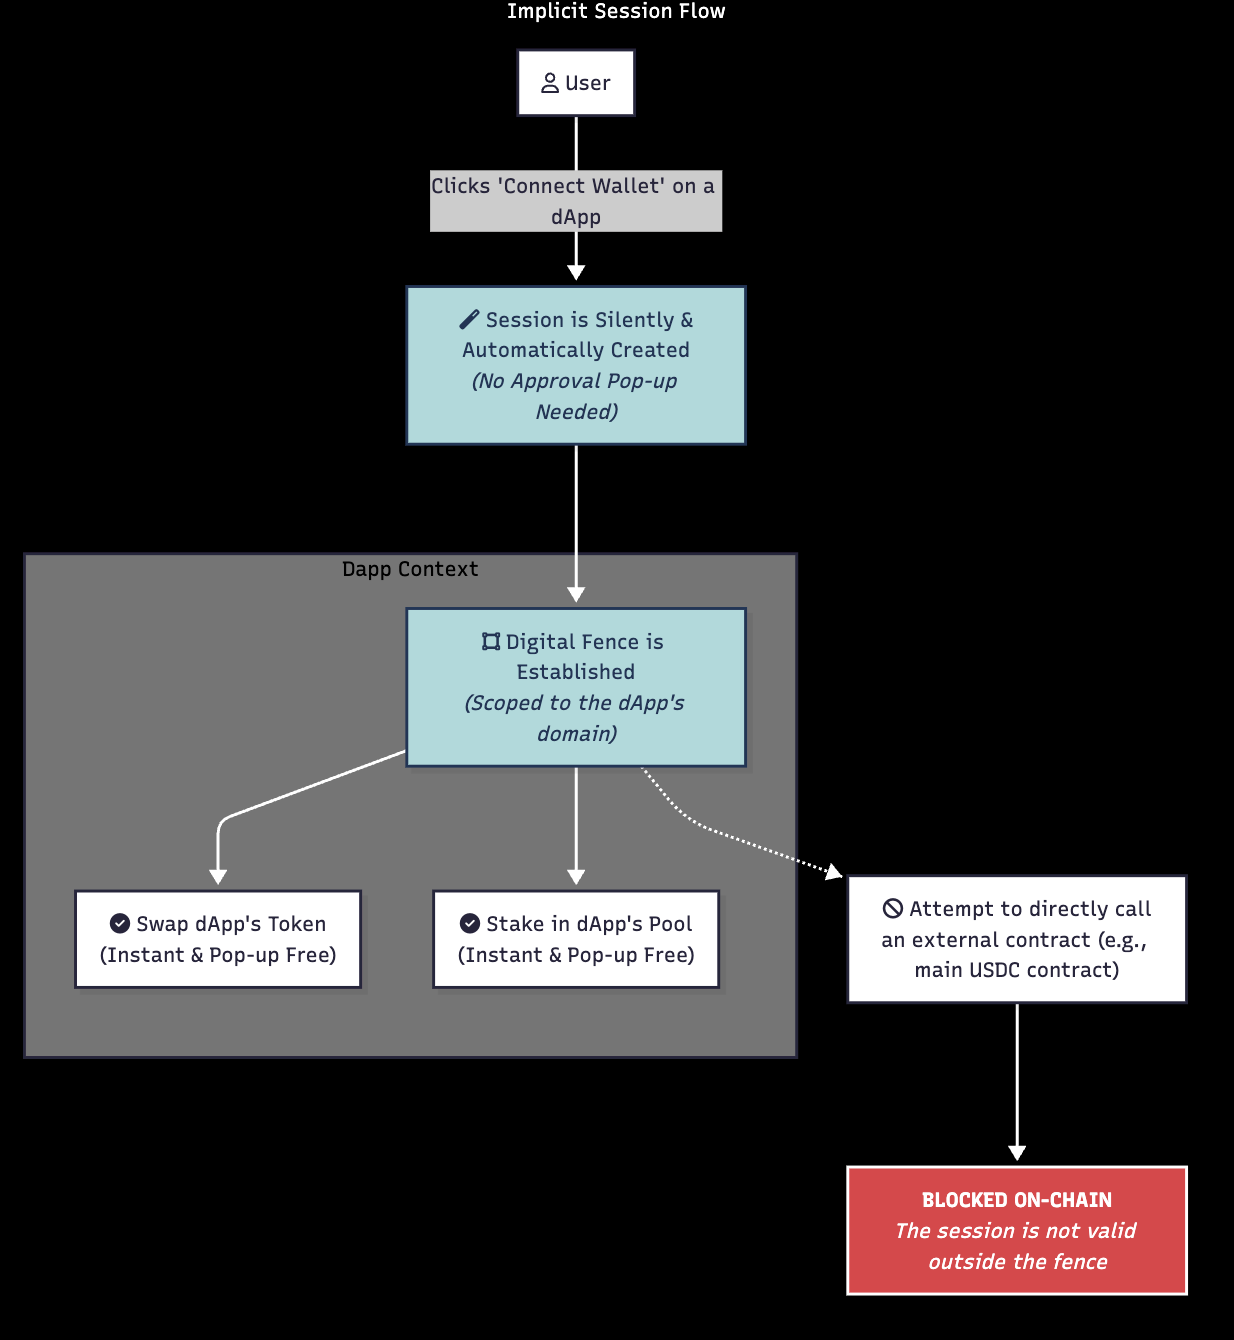 Implicit Session Flow
User
Clicks 'Connect Wallet' on a
dApp
Session is Silently &
Automatically Created
(No Approval Pop-up
Needed)
Dapp Context
Digital Fence is
Established
(Scoped to the dApp's
domain)
Swap dApp's Token
(Instant & Pop-up Free)
Stake in dApp's Pool
(Instant & Pop-up Free)
Attempt to directly call
an external contract (e.g.,
main USDC contract)
BLOCKED ON-CHAIN
The session is not valid
outside the fence